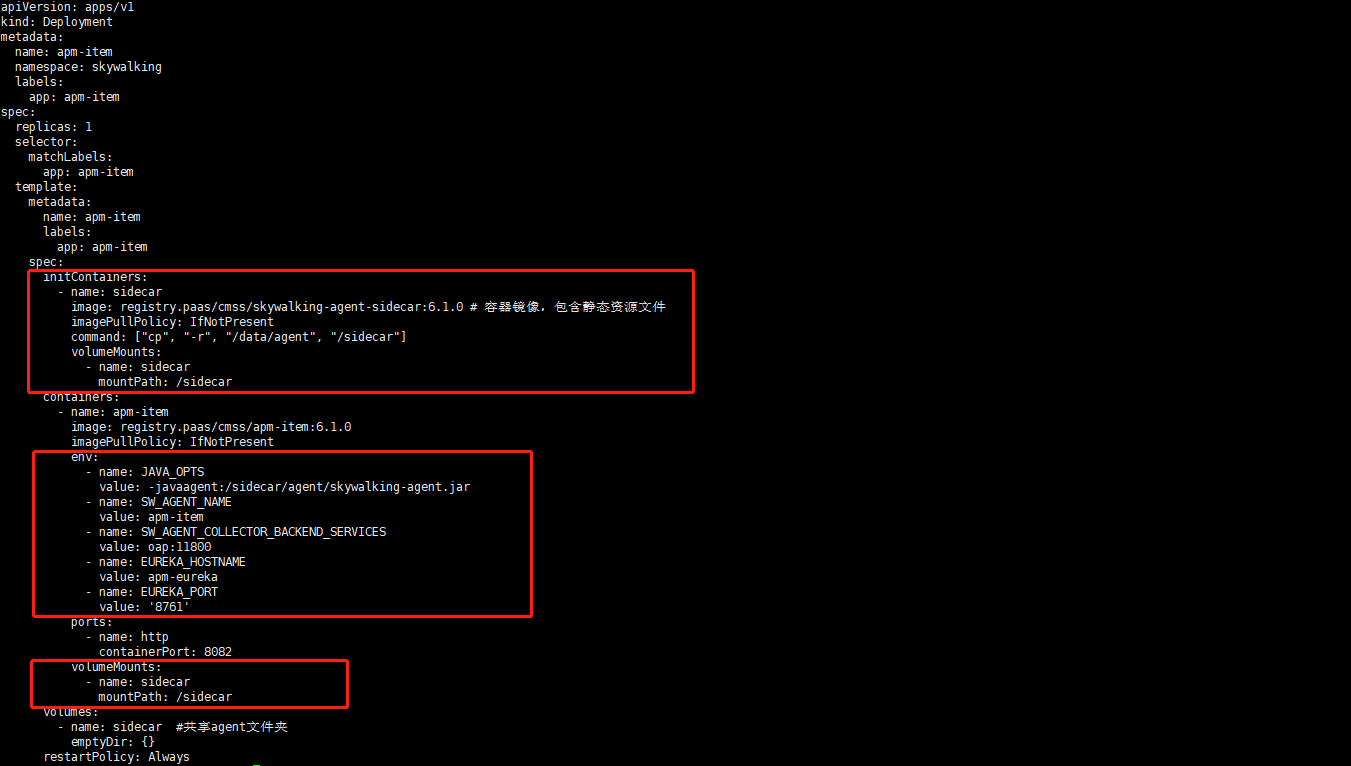 apiVersion: apps/v1
kind: Deployment
metadata:
  name: apm-item
  namespace: skywalking
  labels:
    app: apm-item
spec:
  replicas: 1
  selector:
    matchLabels:
      app: apm-item
  template:
    metadata:
      name: apm-item
      labels:
        app: apm-item
    spec:
      initContainers:
        - name: sidecar
          image: registry.paas/cmss/skywalking-agent-sidecar:6.1.0 # 容器镜像, 包含静态资源文件
          imagePullPolicy: IfNotPresent
          command: ["cp", "-r", "/data/agent", "/sidecar"]
          volumeMounts:
            - name: sidecar
              mountPath: /sidecar
      containers:
        - name: apm-item
          image: registry.paas/cmss/apm-item:6.1.0
          imagePullPolicy: IfNotPresent
          env:
            - name: JAVA_OPTS
              value: -javaagent:/sidecar/agent/skywalking-agent.jar
            - name: SW_AGENT_NAME
              value: apm-item
            - name: SW_AGENT_COLLECTOR_BACKEND_SERVICES
              value: oap:11800
            - name: EUREKA_HOSTNAME
              value: apm-eureka
            - name: EUREKA_PORT
              value: '8761'
          ports:
            - name: http
              containerPort: 8082
          volumeMounts:
            - name: sidecar
              mountPath: /sidecar
      volumes:
        - name: sidecar  #共享agent文件夹
          emptyDir: {}
      restartPolicy: Always